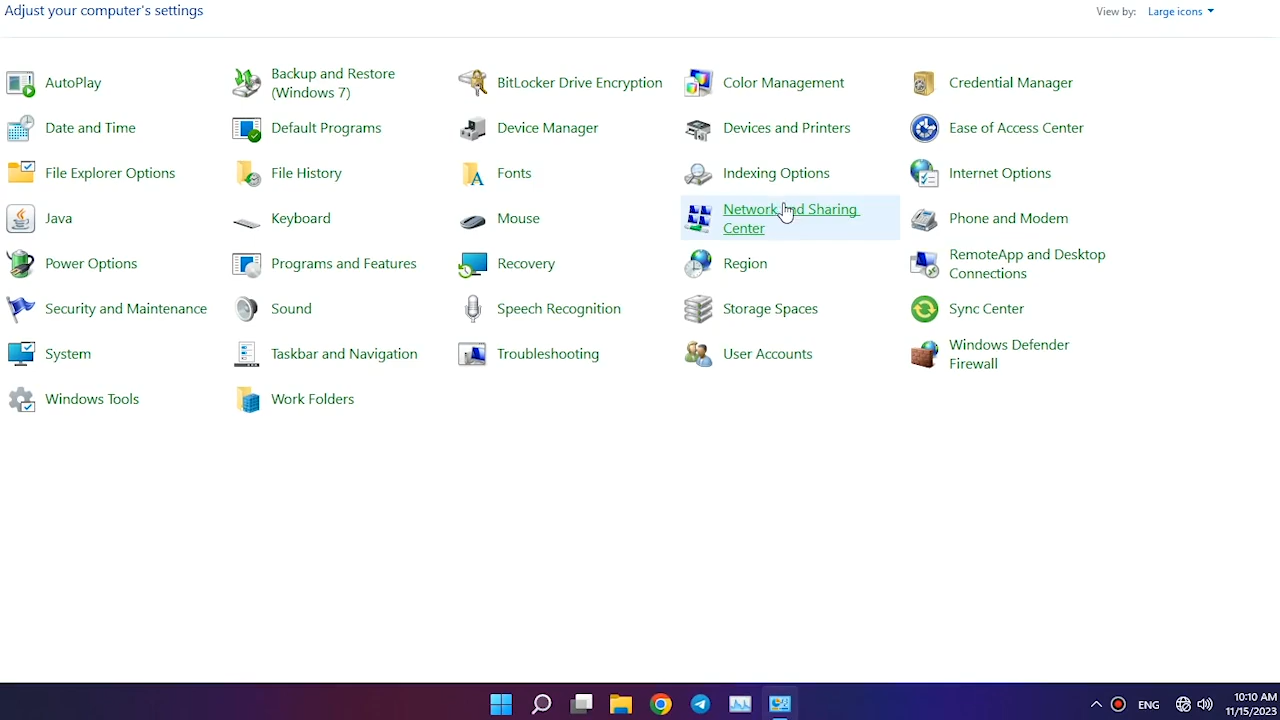 Adjust your computer's settings
View by: Large icons
AutoPlay
Backup and Restore
(Windows 7)
BitLocker Drive Encryption
Color Management
Credential Manager
Date and Time
Default Programs
Device Manager
Devices and Printers
Ease of Access Center
File Explorer Options
File History
Fonts
Indexing Options
Internet Options
Java
Keyboard
Mouse
Network and Sharing
Center
Phone and Modem
Power Options
Programs and Features
Recovery
Region
RemoteApp and Desktop
Connections
Security and Maintenance
Sound
Speech Recognition
Storage Spaces
Sync Center
System
Taskbar and Navigation
Troubleshooting
User Accounts
Windows Defender
Firewall
Windows Tools
Work Folders
ENG
10:10 AM
11/15/2023